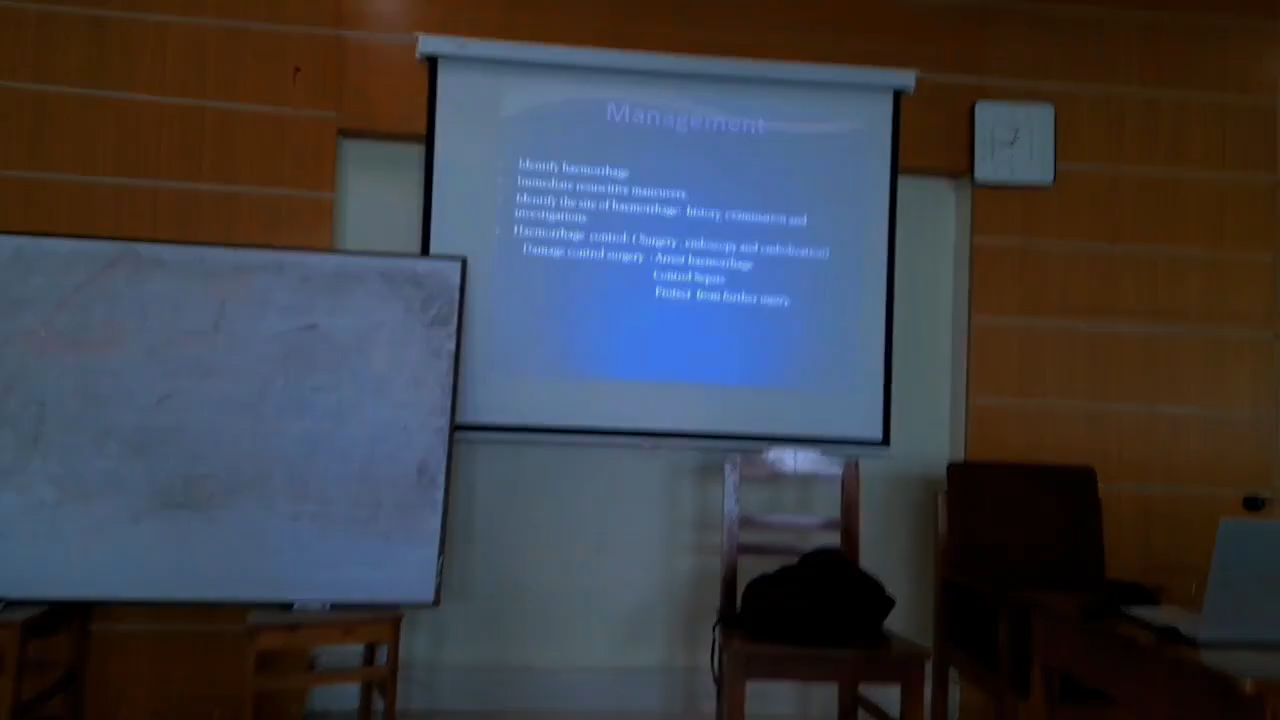 Management
Identify haemorrhage
Immediate resuscitive maneuvers
Identify the site of haemorrhage: history, examination and
investigations
Haemorrhage control: ( Surgery , endoscopy and embolization)
Damage control surgery : Arrest haemorrhage
Control Sepsis
Protect from further injury